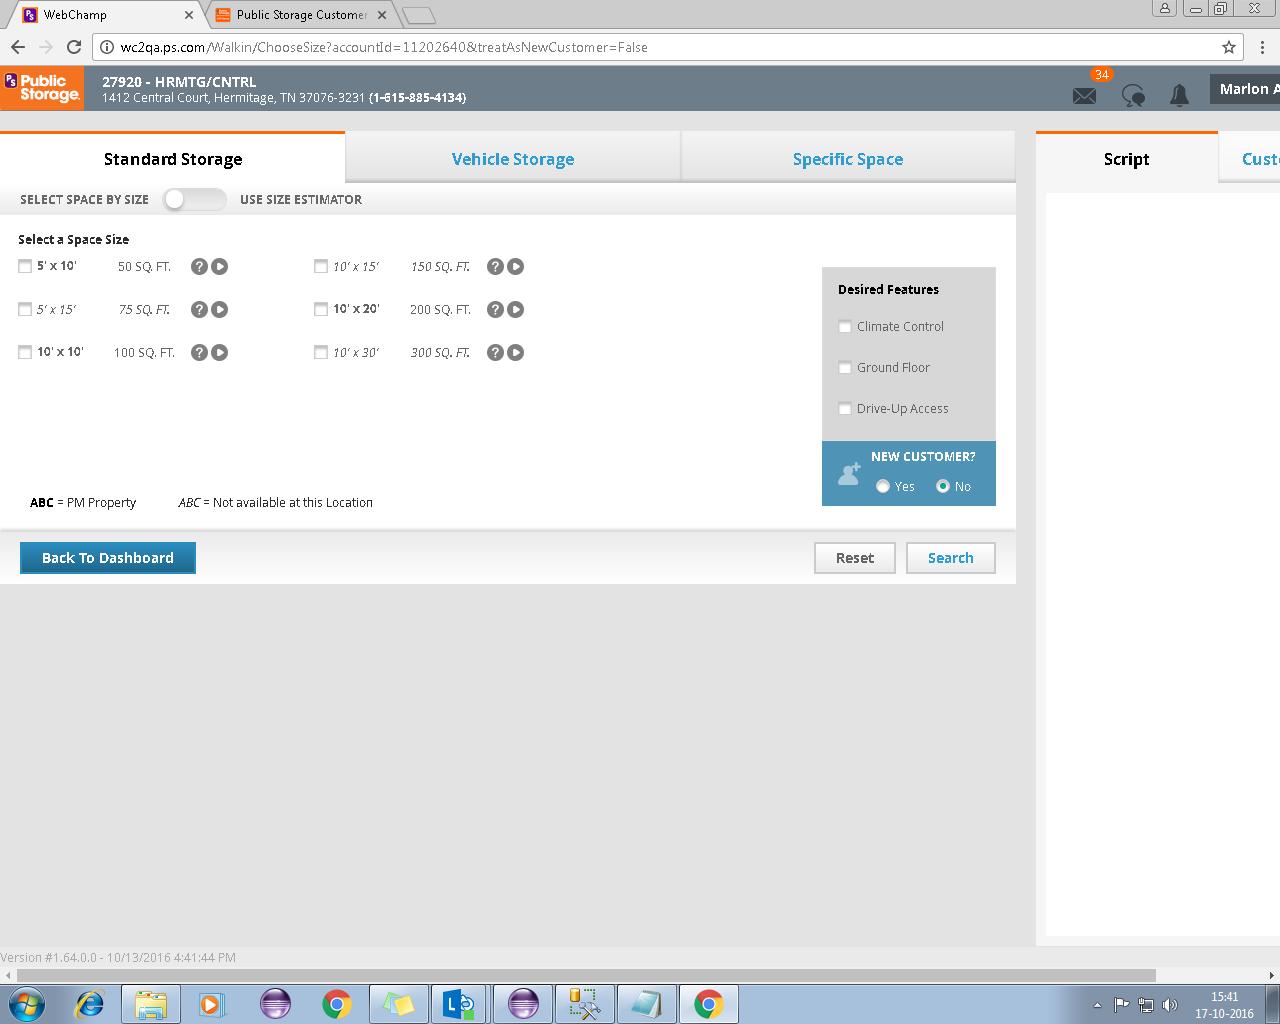 WebChamp
Public Storage Customer
wc2qa.ps.com/Walkin/ChooseSize?accountId=11202640&treatAsNewCustomer=False
PS Public Storage.
27920 - HRMTG/CNTRL
1412 Central Court, Hermitage, TN 37076-3231 (1-615-885-4134)
34
Marlon A
Standard Storage
Vehicle Storage
Specific Space
Script
Cust
SELECT SPACE BY SIZE
USE SIZE ESTIMATOR
Select a Space Size
5' x 10' 50 SQ. FT. ?
10' x 15' 150 SQ. FT. ?
5' x 15' 75 SQ. FT. ?
10' x 20' 200 SQ. FT. ?
10' x 10' 100 SQ. FT. ?
10' x 30' 300 SQ. FT. ?
Desired Features
Climate Control
Ground Floor
Drive-Up Access
NEW CUSTOMER?
Yes No
ABC = PM Property
ABC = Not available at this Location
Back To Dashboard
Reset
Search
Version #1.64.0.0 - 10/13/2016 4:41:44 PM
15:41
17-10-2016